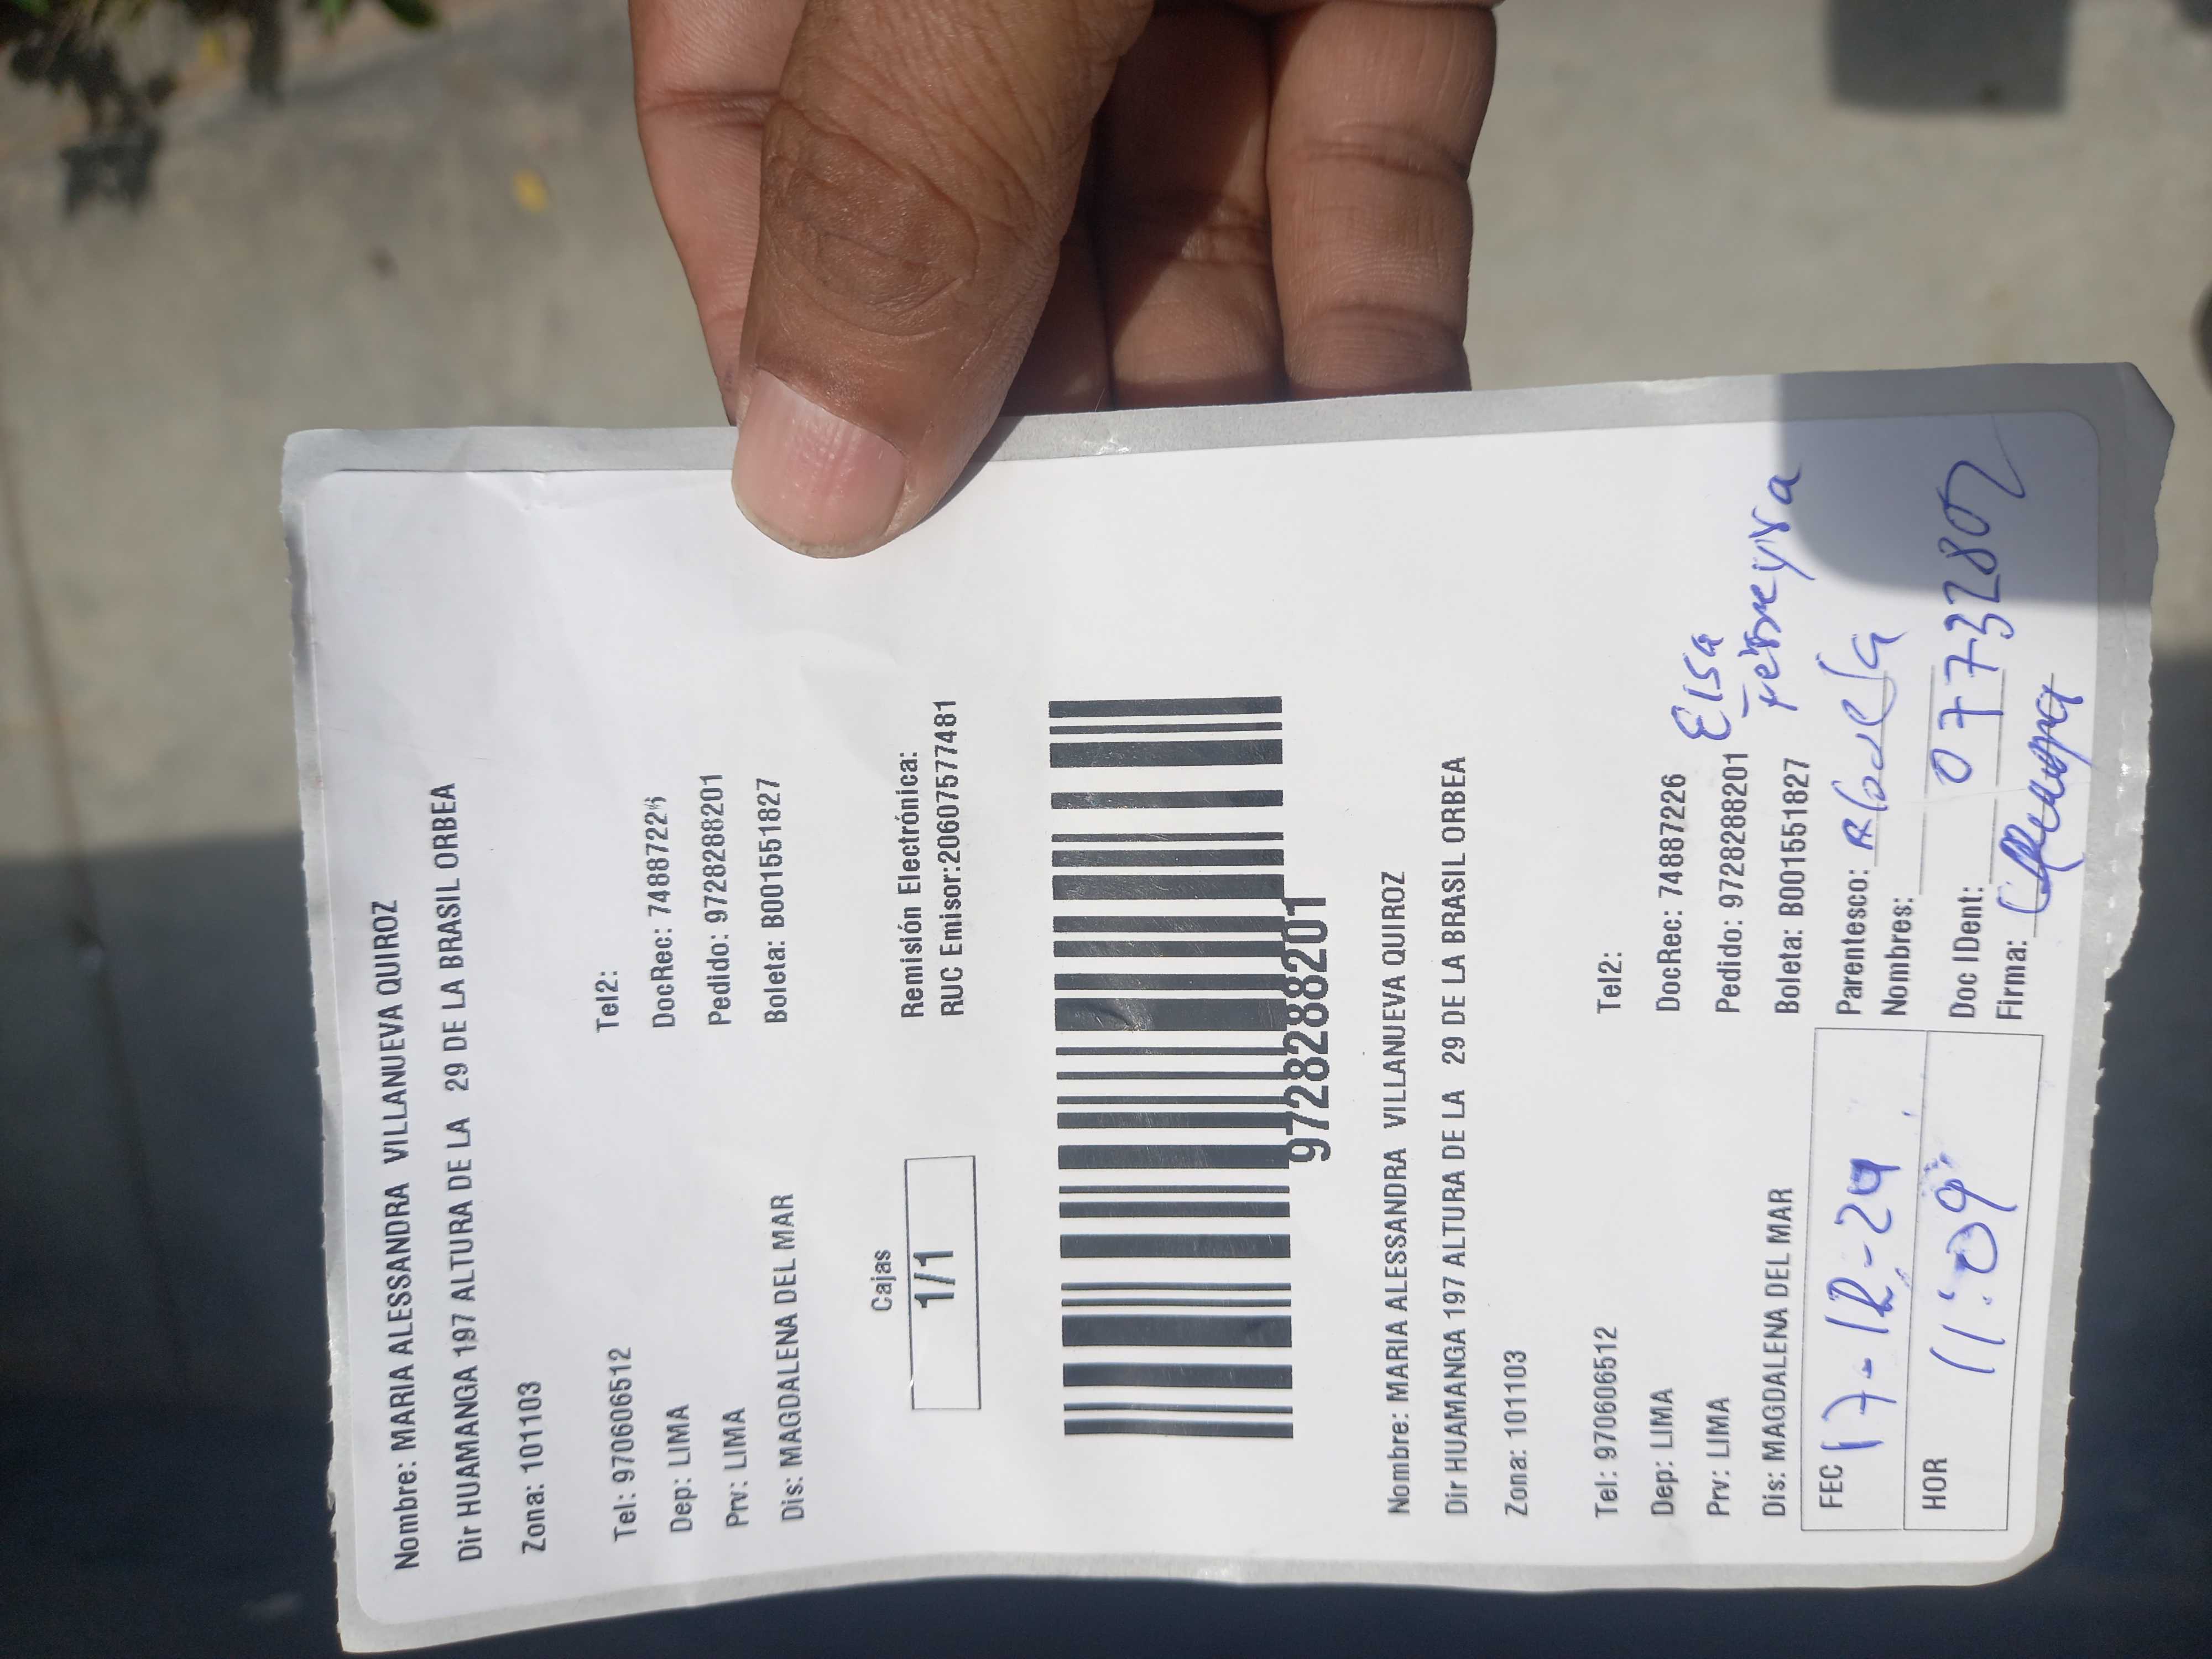 Nombre: MARIA ALESSANDRA VILLANUEVA QUIROZ
Dir HUAMANGA 197 ALTURA DE LA 29 DE LA BRASIL ORBEA
Zona: 101103
Tel: 970606512 Tel2:
Dep: LIMA DocRec: 74887226
Prv: LIMA Pedido: 9728288201
Dis: MAGDALENA DEL MAR Boleta: B001551827
Cajas Remisión Electrónica:
1/1 RUC Emisor:20607577481
9728288201
Nombre: MARIA ALESSANDRA VILLANUEVA QUIROZ
Dir HUAMANGA 197 ALTURA DE LA 29 DE LA BRASIL ORBEA
Zona: 101103
Tel: 970606512 Tel2:
Dep: LIMA DocRec: 74887226
Prv: LIMA Pedido: 9728288201 Elsa
Dis: MAGDALENA DEL MAR Boleta: B001551827 Ferreyra
FEC 17-12-24 Parentesco:
Nombres:
HOR 11:09 Doc IDent: 0773280
Firma: